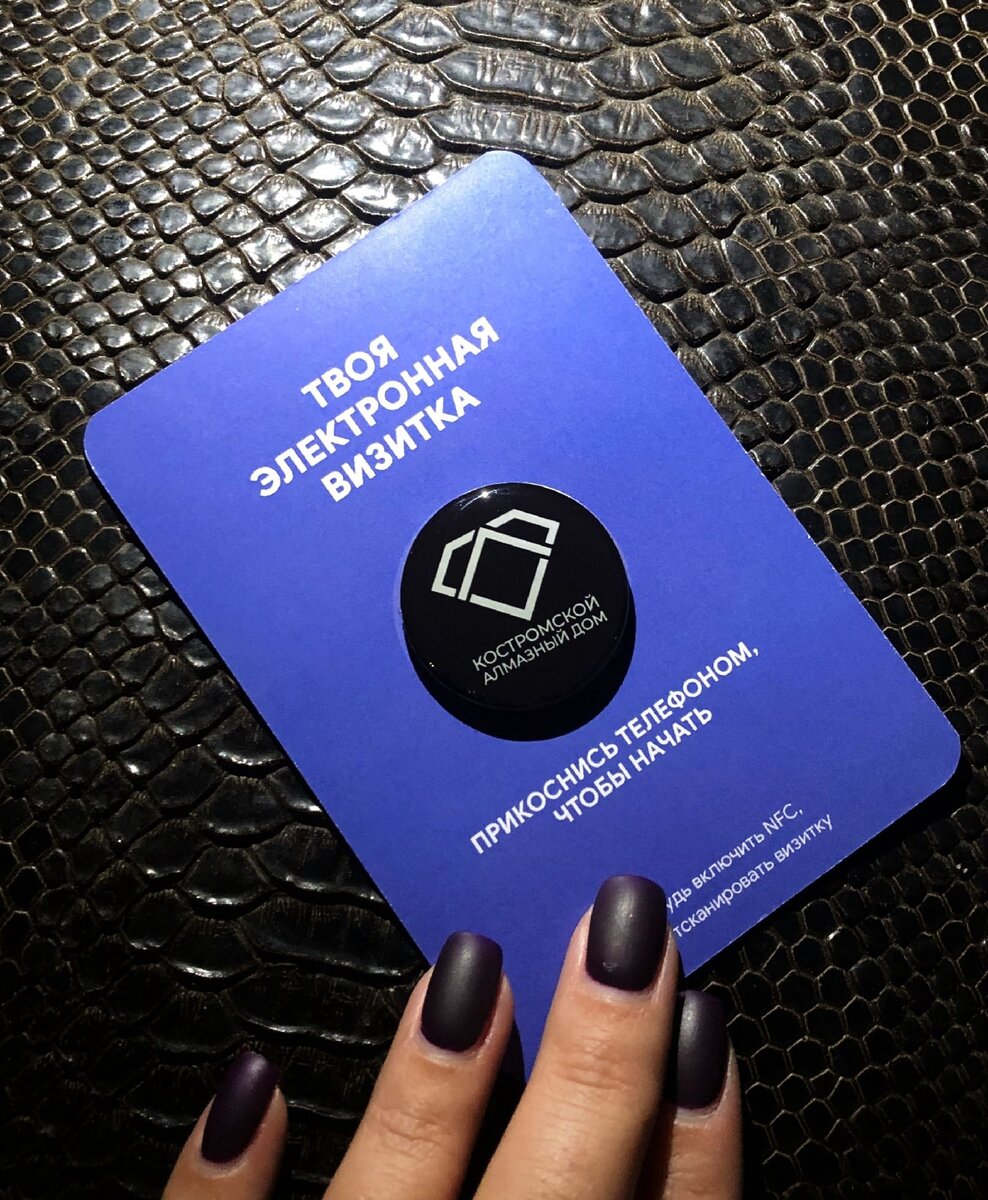 ТВОЯ
ЭЛЕКТРОННАЯ
ВИЗИТКА
КОСТРОМСКОЙ
АЛМАЗНЫЙ ДОМ
ПРИКОСНИСЬ ТЕЛЕФОНОМ,
ЧТОБЫ НАЧАТЬ
включить NFC,
визитку